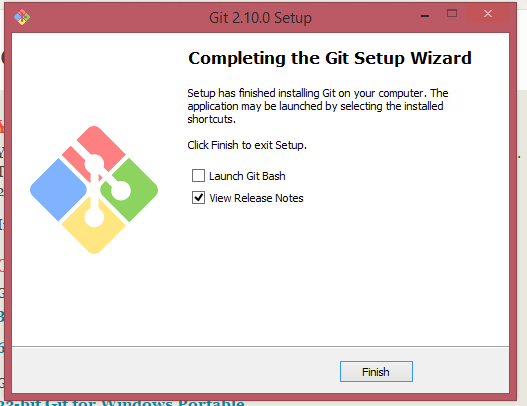 Git 2.10.0 Setup
Completing the Git Setup Wizard
Setup has finished installing Git on your computer. The
application may be launched by selecting the installed
shortcuts.
Click Finish to exit Setup.
Launch Git Bash
View Release Notes
Finish
-bit Git for Windows Portable